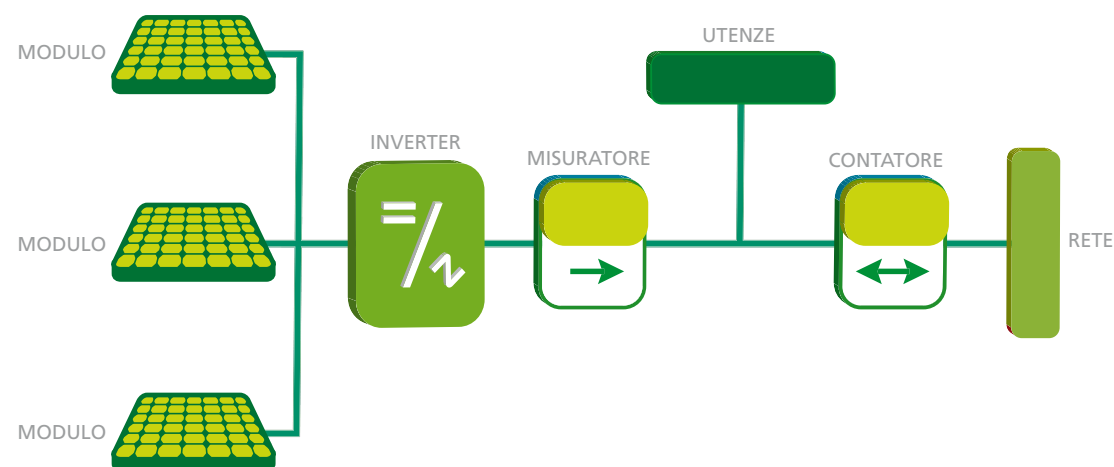 MODULO
UTENZE
INVERTER
MISURATORE
CONTATORE
MODULO
RETE
MODULO